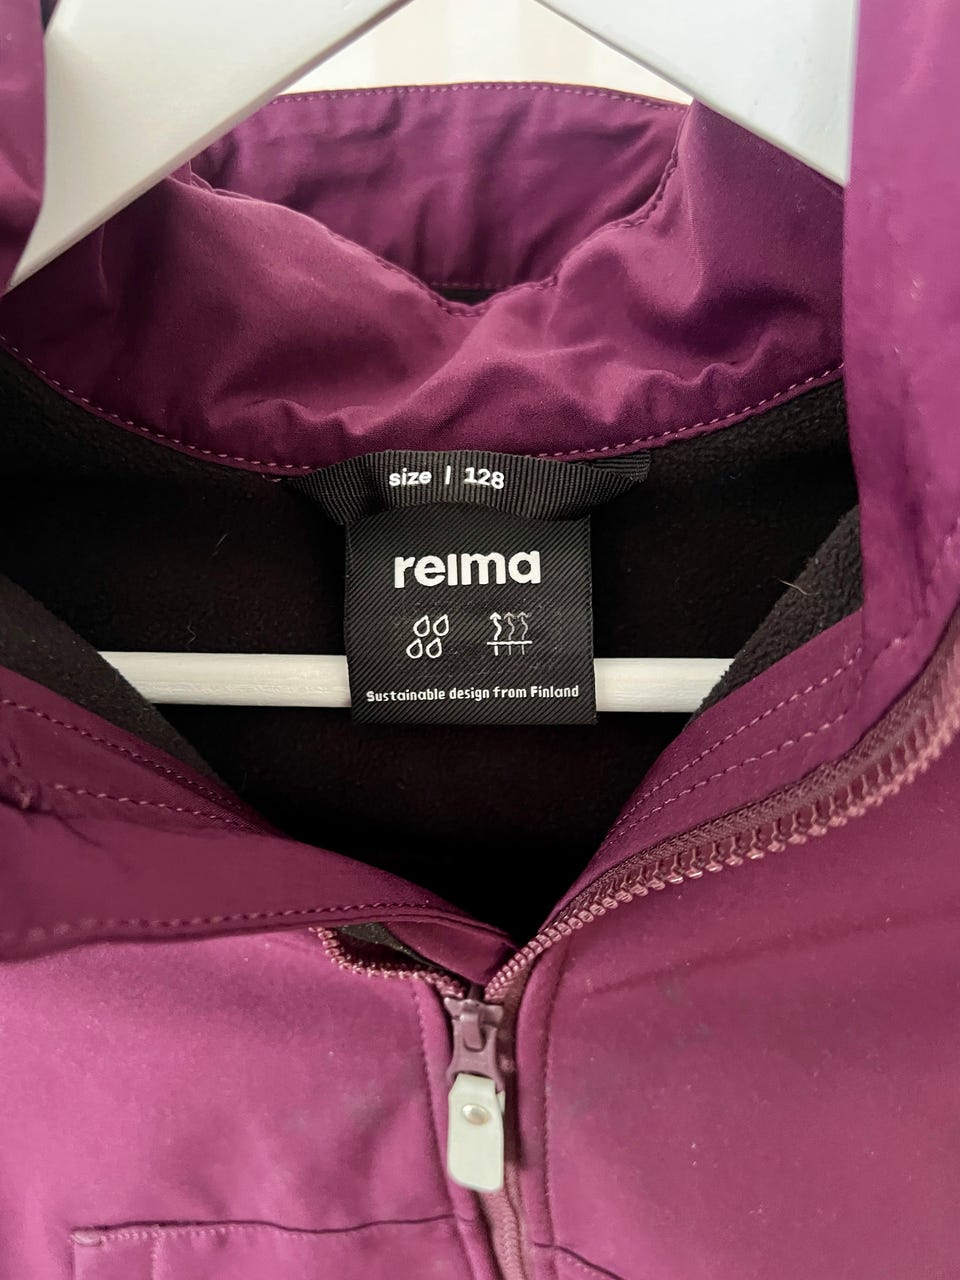 size | 128
reima
Sustainable design from Finland